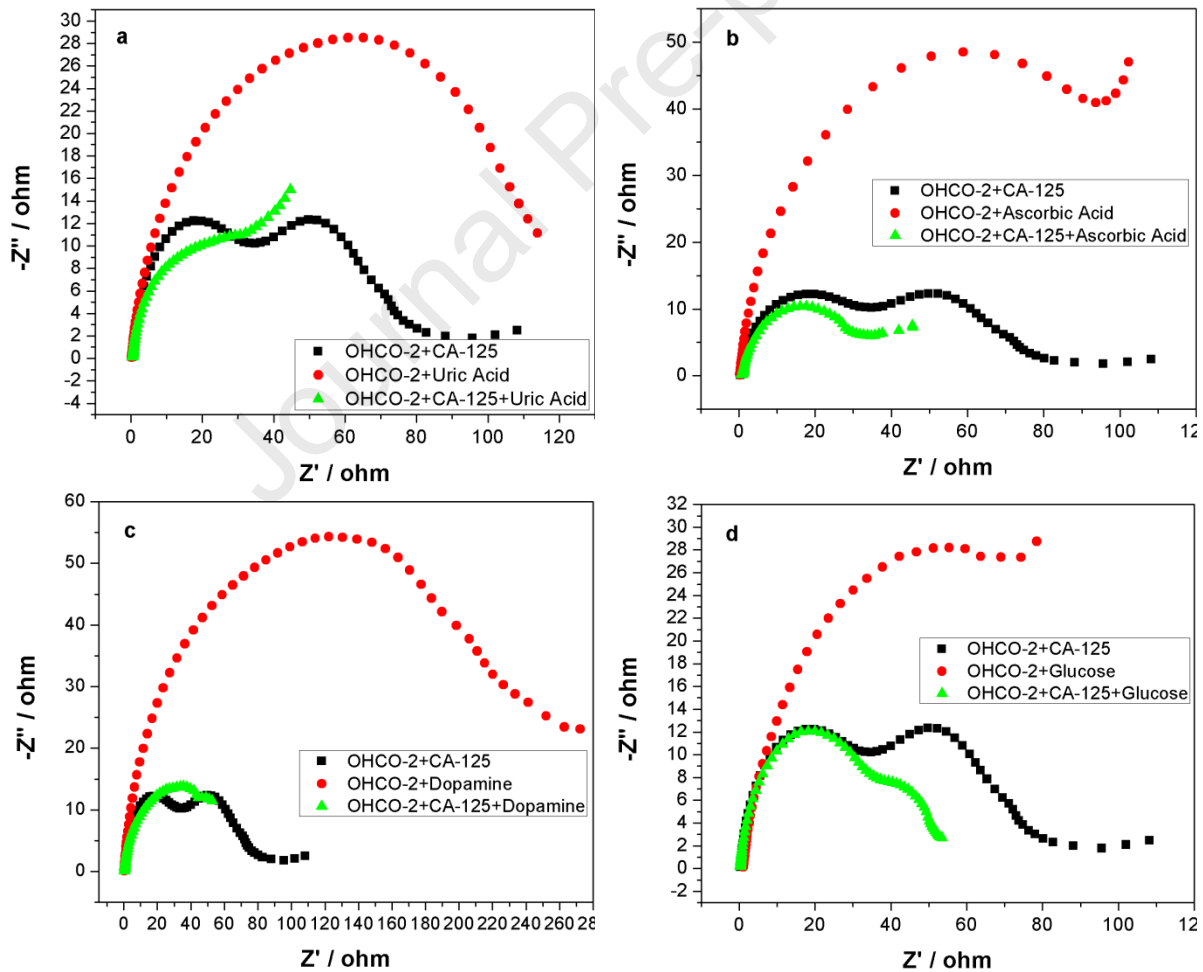 Journal Pre-p
a
-Z'' / ohm
30
28
26
24
22
20
18
16
14
12
10
8
6
4
2
0
-2
-4
OHCO-2+CA-125
OHCO-2+Uric Acid
OHCO-2+CA-125+Uric Acid
0 20 40 60 80 100 120
Z' / ohm
b
-Z'' / ohm
50
40
30
20
10
0
OHCO-2+CA-125
OHCO-2+Ascorbic Acid
OHCO-2+CA-125+Ascorbic Acid
0 20 40 60 80 100 12
Z' / ohm
c
-Z'' / ohm
60
50
40
30
20
10
0
OHCO-2+CA-125
OHCO-2+Dopamine
OHCO-2+CA-125+Dopamine
0 20 40 60 80 100 120 140 160 180 200 220 240 260 28
Z' / ohm
d
-Z'' / ohm
32
30
28
26
24
22
20
18
16
14
12
10
8
6
4
2
0
-2
OHCO-2+CA-125
OHCO-2+Glucose
OHCO-2+CA-125+Glucose
0 20 40 60 80 100 12
Z' / ohm